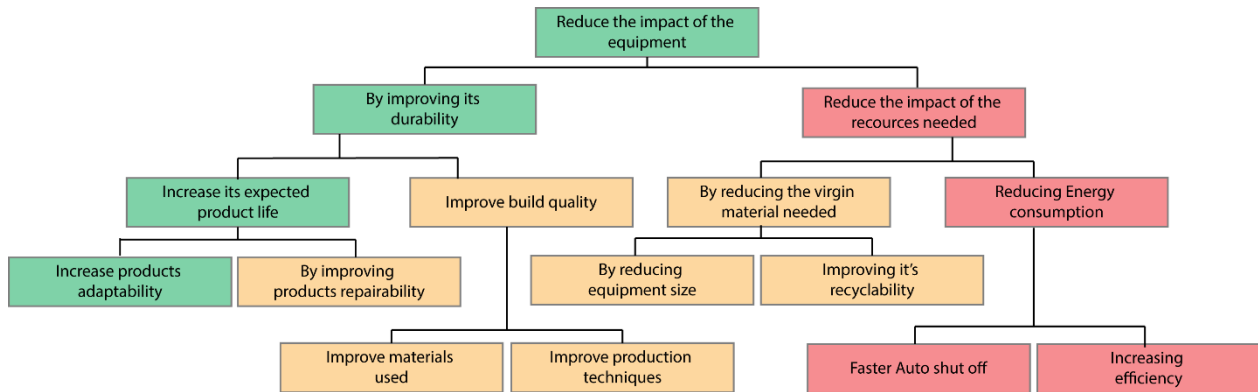 Reduce the impact of the
equipment
By improving its
durability
Reduce the impact of the
recources needed
Increase its expected
product life
Improve build quality
By reducing the virgin
material needed
Reducing Energy
consumption
Increase products
adaptability
By improving
products repairability
By reducing
equipment size
Improving it's
recyclability
Improve materials
used
Improve production
techniques
Faster Auto shut off
Increasing
efficiency